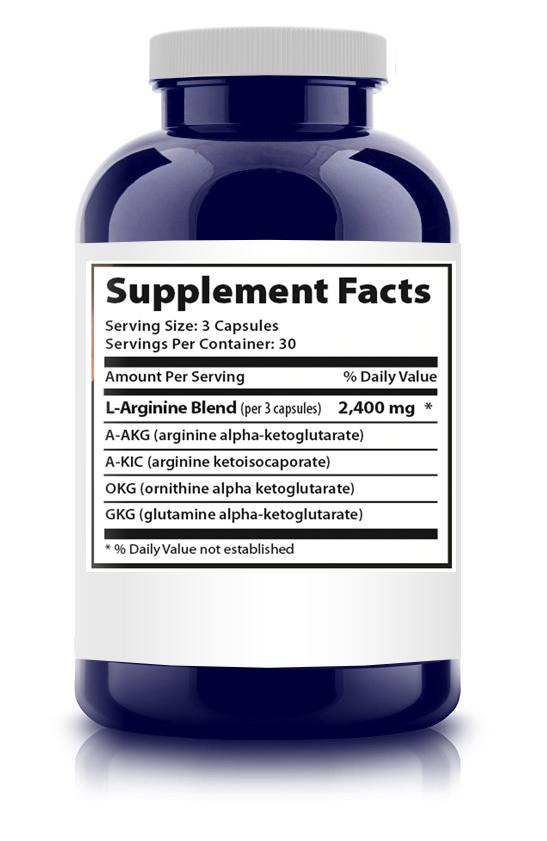 Supplement Facts
Serving Size: 3 Capsules
Servings Per Container: 30
Amount Per Serving % Daily Value
L-Arginine Blend (per 3 capsules) 2,400 mg *
A-AKG (arginine alpha-ketoglutarate)
A-KIC (arginine ketoisocaporate)
OKG (ornithine alpha ketoglutarate)
GKG (glutamine alpha-ketoglutarate)
* % Daily Value not established